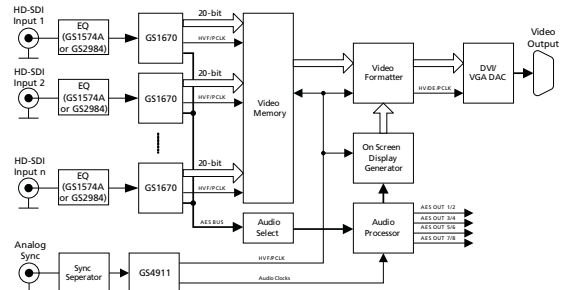 HD-SDI
Input 1
EQ
(GS1574A
or GS2984)
GS1670
20-bit
HVF/PCLK
HD-SDI
Input 2
EQ
(GS1574A
or GS2984)
GS1670
20-bit
HVF/PCLK
HD-SDI
Input n
EQ
(GS1574A
or GS2984)
GS1670
20-bit
HVF/PCLK
Video
Memory
Video
Formatter
HV/DE/PCLK
DVI/
VGA DAC
Video
Output
On Screen
Display
Generator
AES BUS
Audio
Select
Audio
Processor
AES OUT 1/2
AES OUT 3/4
AES OUT 5/6
AES OUT 7/8
Analog
Sync
Sync
Seperator
GS4911
HVF/PCLK
Audio Clocks